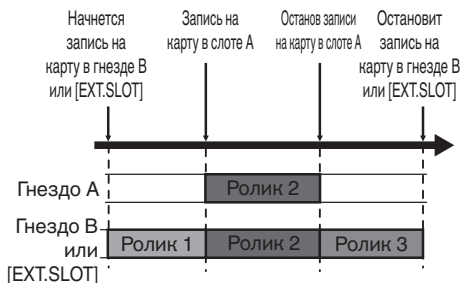 Начнется
запись на
карту в гнезде B
или [EXT.SLOT]
Запись на
карту в слоте A
Останов записи
на карту в слоте A
Остановит
запись на
карту в гнезде B
или [EXT.SLOT]
Гнездо A
Ролик 2
Гнездо B
или
[EXT.SLOT]
Ролик 1
Ролик 2
Ролик 3